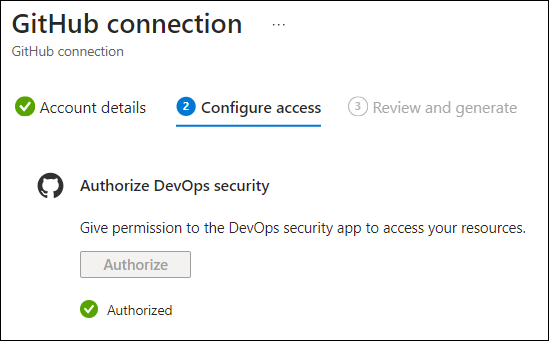 GitHub connection ...
GitHub connection
Account details 2 Configure access 3 Review and generate
Authorize DevOps security
Give permission to the DevOps security app to access your resources.
Authorize
Authorized